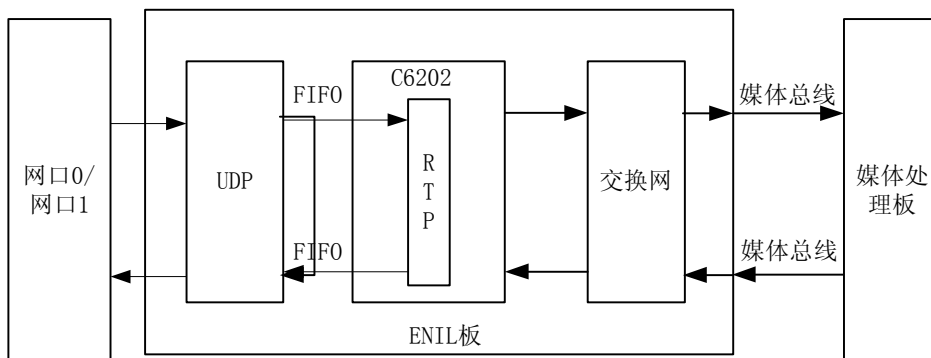 网口0/
网口1
UDP
FIFO
FIFO
C6202
R
T
P
交换网
媒体总线
媒体总线
媒体处
理板
ENIL板